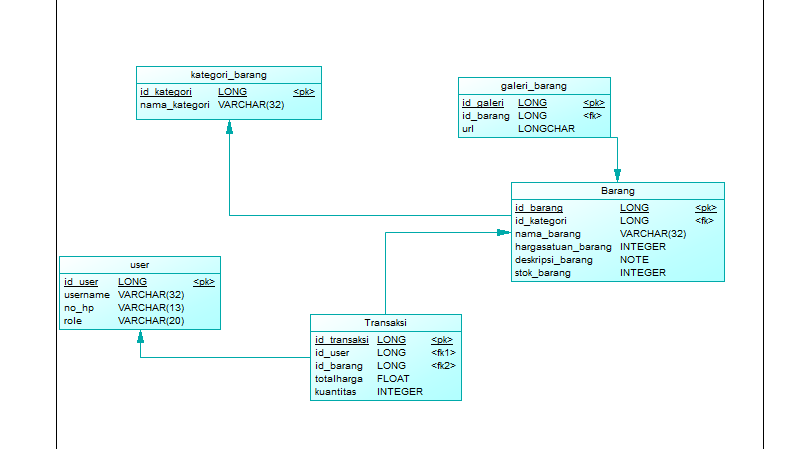 kategori_barang
id_kategori LONG <pk>
nama_kategori VARCHAR(32)
galeri_barang
id_galeri LONG <pk>
id_barang LONG <fk>
url LONGCHAR
Barang
id_barang LONG <pk>
id_kategori LONG <fk>
nama_barang VARCHAR(32)
hargasatuan_barang INTEGER
deskripsi_barang NOTE
stok_barang INTEGER
user
id_user LONG <pk>
username VARCHAR(32)
no_hp VARCHAR(13)
role VARCHAR(20)
Transaksi
id_transaksi LONG <pk>
id_user LONG <fk1>
id_barang LONG <fk2>
totalharga FLOAT
kuantitas INTEGER